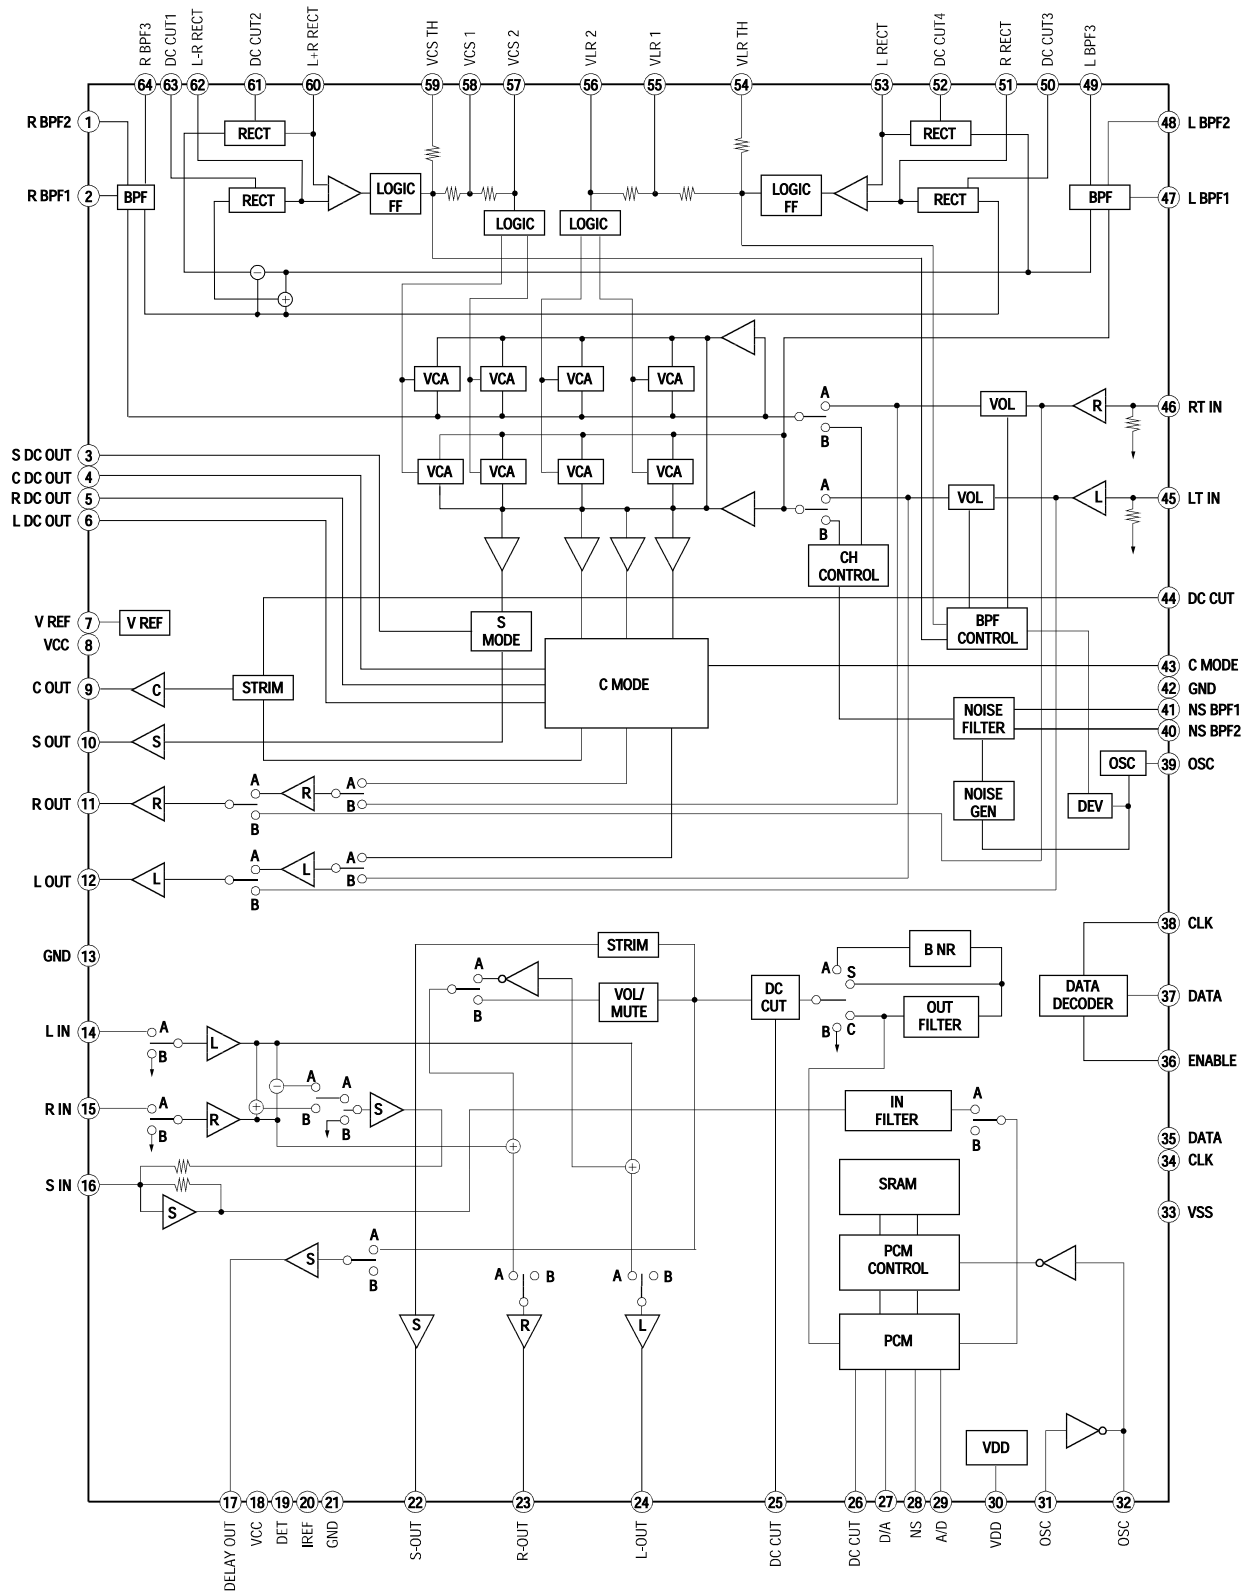 R BPF3
DC CUT1
L-R RECT
DC CUT2
L+R RECT
VCS TH
VCS 1
VCS 2
VLR 2
VLR 1
VLR TH
L RECT
DC CUT4
R RECT
DC CUT3
L BPF3
64
63
62
61
60
59
58
57
56
55
54
53
52
51
50
49
R BPF2
1
RECT
RECT
48
L BPF2
R BPF1
2
BPF
RECT
LOGIC
FF
LOGIC
FF
RECT
BPF
47
L BPF1
LOGIC
LOGIC
−
+
VCA
VCA
VCA
VCA
A
B
VOL
R
46
RT IN
S DC OUT
3
C DC OUT
4
R DC OUT
5
L DC OUT
6
VCA
VCA
VCA
VCA
A
B
VOL
L
45
LT IN
CH
CONTROL
44
DC CUT
V REF
7
V REF
VCC
8
S
MODE
BPF
CONTROL
C OUT
9
C
STRIM
C MODE
43
C MODE
42
GND
41
NS BPF1
40
NS BPF2
NOISE
FILTER
S OUT
10
S
OSC
39
OSC
R OUT
11
R
A
B
R
A
B
NOISE
GEN
DEV
L OUT
12
L
A
B
L
A
B
38
CLK
GND
13
STRIM
B NR
A
S
B
C
DC
CUT
OUT
FILTER
DATA
DECODER
37
DATA
A
B
VOL/
MUTE
L IN
14
A
B
L
36
ENABLE
R IN
15
A
B
R
−
+
A
B
A
B
S
IN
FILTER
A
B
35
DATA
34
CLK
+
+
S IN
16
S
SRAM
33
VSS
S
A
B
A
B
A
B
PCM
CONTROL
S
R
L
PCM
VDD
17
18
19
20
21
22
23
24
25
26
27
28
29
30
31
32
DELAY OUT
VCC
DET
IREF
GND
S-OUT
R-OUT
L-OUT
DC CUT
DC CUT
D/A
NS
A/D
VDD
OSC
OSC